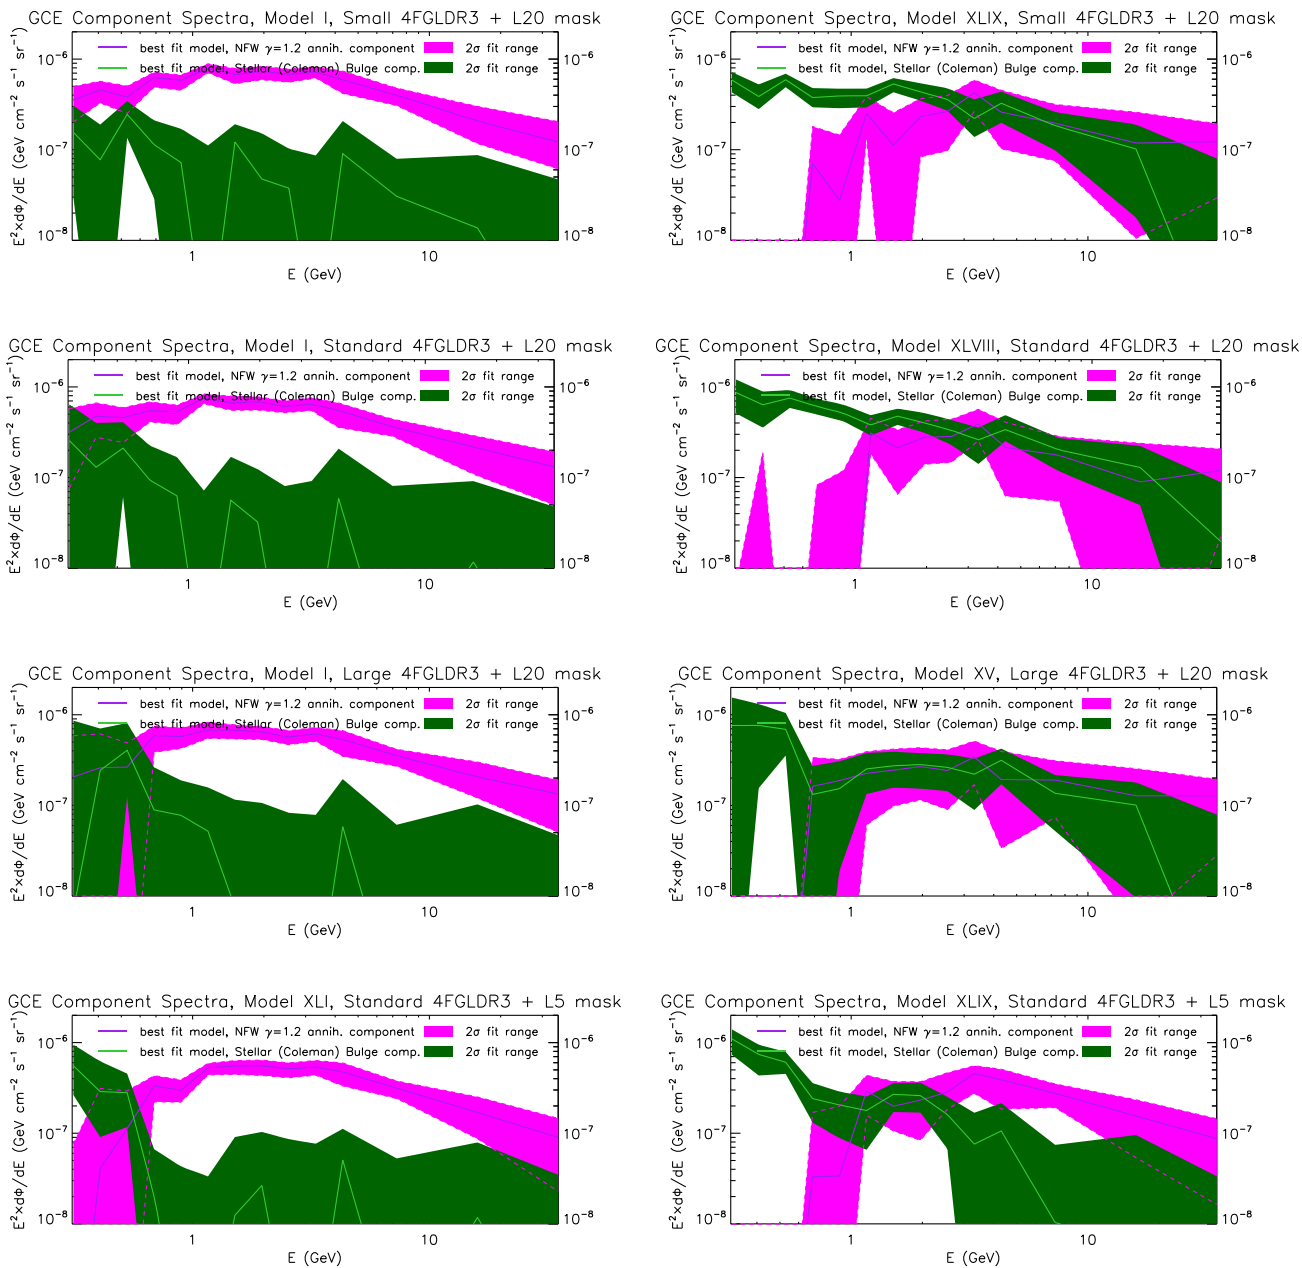 GCE Component Spectra, Model I, Small 4FGLDR3 + L20 mask
best fit model, NFW γ=1.2 annih. component 2σ fit range
best fit model, Stellar (Coleman) Bulge comp. 2σ fit range
10⁻⁶ 10⁻⁶
10⁻⁷ 10⁻⁷
10⁻⁸ 10⁻⁸
E²×dΦ/dE (GeV cm⁻² s⁻¹ sr⁻¹)
1 10
E (GeV)
GCE Component Spectra, Model XLIX, Small 4FGLDR3 + L20 mask
best fit model, NFW γ=1.2 annih. component 2σ fit range
best fit model, Stellar (Coleman) Bulge comp. 2σ fit range
10⁻⁶ 10⁻⁶
10⁻⁷ 10⁻⁷
10⁻⁸ 10⁻⁸
E²×dΦ/dE (GeV cm⁻² s⁻¹ sr⁻¹)
1 10
E (GeV)
GCE Component Spectra, Model I, Standard 4FGLDR3 + L20 mask
best fit model, NFW γ=1.2 annih. component 2σ fit range
best fit model, Stellar (Coleman) Bulge comp. 2σ fit range
10⁻⁶ 10⁻⁶
10⁻⁷ 10⁻⁷
10⁻⁸ 10⁻⁸
E²×dΦ/dE (GeV cm⁻² s⁻¹ sr⁻¹)
1 10
E (GeV)
GCE Component Spectra, Model XLVIII, Standard 4FGLDR3 + L20 mask
best fit model, NFW γ=1.2 annih. component 2σ fit range
best fit model, Stellar (Coleman) Bulge comp. 2σ fit range
10⁻⁶ 10⁻⁶
10⁻⁷ 10⁻⁷
10⁻⁸ 10⁻⁸
E²×dΦ/dE (GeV cm⁻² s⁻¹ sr⁻¹)
1 10
E (GeV)
GCE Component Spectra, Model I, Large 4FGLDR3 + L20 mask
best fit model, NFW γ=1.2 annih. component 2σ fit range
best fit model, Stellar (Coleman) Bulge comp. 2σ fit range
10⁻⁶ 10⁻⁶
10⁻⁷ 10⁻⁷
10⁻⁸ 10⁻⁸
E²×dΦ/dE (GeV cm⁻² s⁻¹ sr⁻¹)
1 10
E (GeV)
GCE Component Spectra, Model XV, Large 4FGLDR3 + L20 mask
best fit model, NFW γ=1.2 annih. component 2σ fit range
best fit model, Stellar (Coleman) Bulge comp. 2σ fit range
10⁻⁶ 10⁻⁶
10⁻⁷ 10⁻⁷
10⁻⁸ 10⁻⁸
E²×dΦ/dE (GeV cm⁻² s⁻¹ sr⁻¹)
1 10
E (GeV)
GCE Component Spectra, Model XLI, Standard 4FGLDR3 + L5 mask
best fit model, NFW γ=1.2 annih. component 2σ fit range
best fit model, Stellar (Coleman) Bulge comp. 2σ fit range
10⁻⁶ 10⁻⁶
10⁻⁷ 10⁻⁷
10⁻⁸ 10⁻⁸
E²×dΦ/dE (GeV cm⁻² s⁻¹ sr⁻¹)
1 10
E (GeV)
GCE Component Spectra, Model XLIX, Standard 4FGLDR3 + L5 mask
best fit model, NFW γ=1.2 annih. component 2σ fit range
best fit model, Stellar (Coleman) Bulge comp. 2σ fit range
10⁻⁶ 10⁻⁶
10⁻⁷ 10⁻⁷
10⁻⁸ 10⁻⁸
E²×dΦ/dE (GeV cm⁻² s⁻¹ sr⁻¹)
1 10
E (GeV)